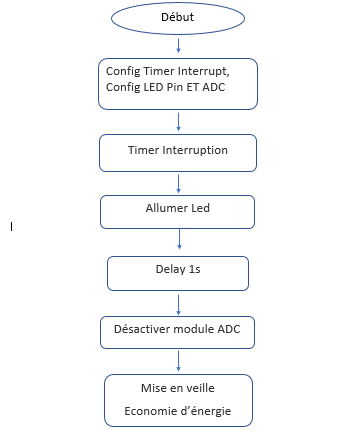 Début
Config Timer Interrupt,
Config LED Pin ET ADC
Timer Interruption
Allumer Led
Delay 1s
Désactiver module ADC
Mise en veille
Economie d'énergie